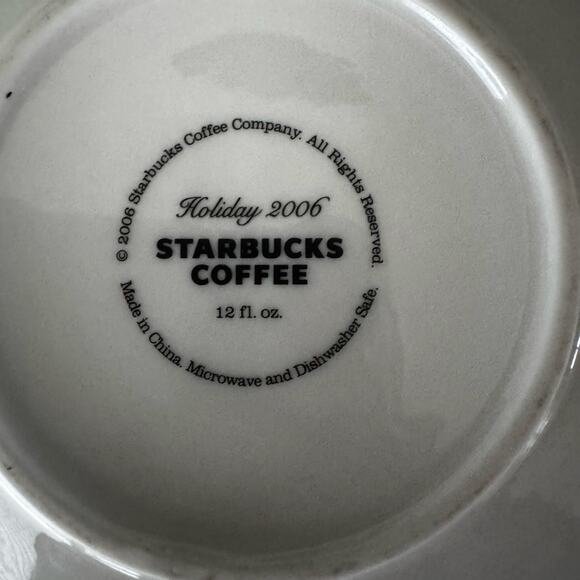 © 2006 Starbucks Coffee Company. All Rights Reserved.
Holiday 2006
STARBUCKS
COFFEE
12 fl. oz.
Made in China. Microwave and Dishwasher Safe.